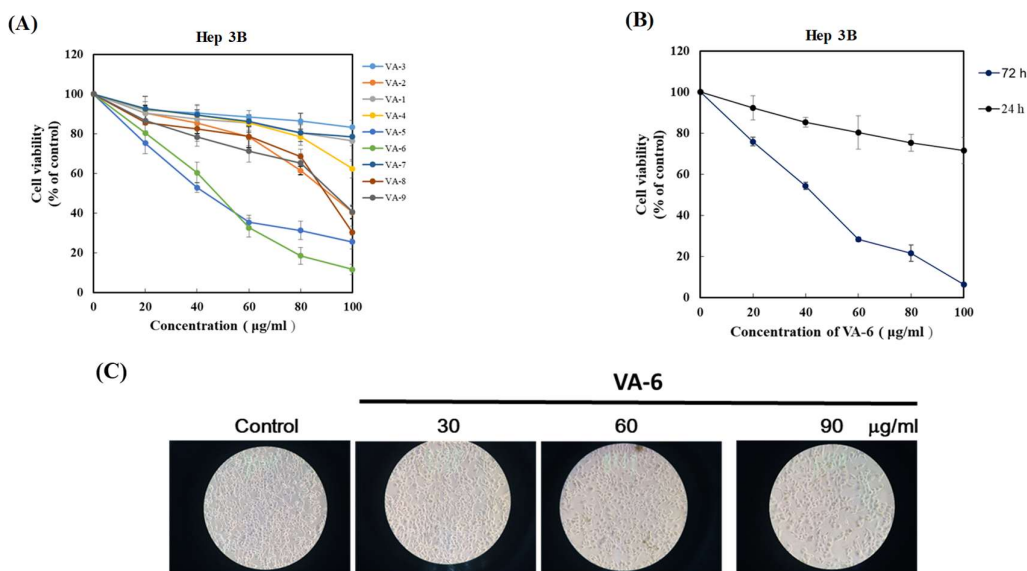 (A)
Hep 3B
Cell viability
(% of control)
120
100
80
60
40
20
0
0 20 40 60 80 100
Concentration ( µg/ml )
VA-3
VA-2
VA-1
VA-4
VA-5
VA-6
VA-7
VA-8
VA-9
(B)
Hep 3B
Cell viability
(% of control)
120
100
80
60
40
20
0
0 20 40 60 80 100
Concentration of VA-6 ( µg/ml )
72 h
24 h
(C)
VA-6
Control 30 60 90 µg/ml